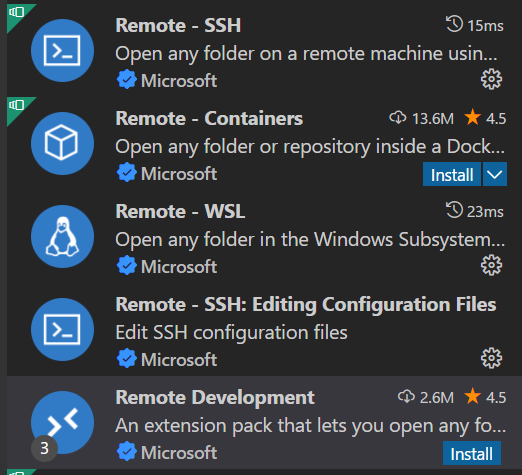 Remote - SSH 15ms
Open any folder on a remote machine usin...
Microsoft
Remote - Containers 13.6M 4.5
Open any folder or repository inside a Dock...
Microsoft Install
Remote - WSL 23ms
Open any folder in the Windows Subsystem...
Microsoft
Remote - SSH: Editing Configuration Files
Edit SSH configuration files
Microsoft
Remote Development 2.6M 4.5
An extension pack that lets you open any fo...
3 Microsoft Install